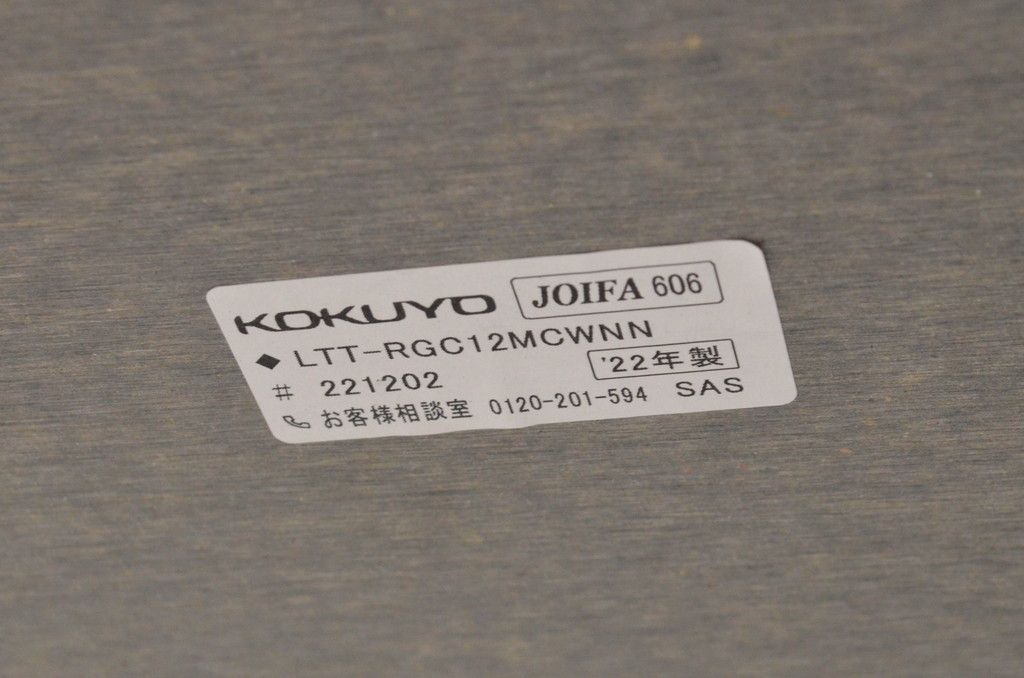 KOKUYO JOIFA 606
◆ LTT-RGC12MCWNN
# 221202 '22年製
お客様相談室 0120-201-594 SAS